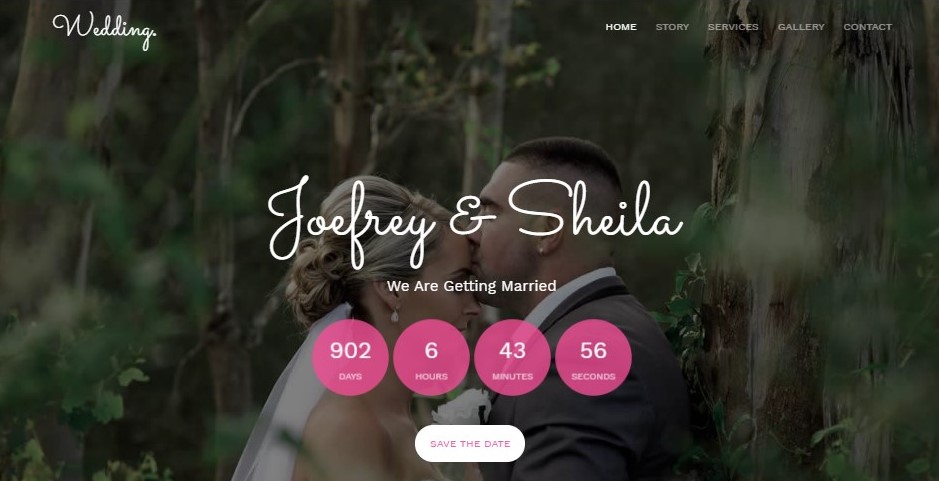 Wedding.
HOME STORY SERVICES GALLERY CONTACT
Joefrey & Sheila
We Are Getting Married
902 6 43 56
DAYS HOURS MINUTES SECONDS
SAVE THE DATE